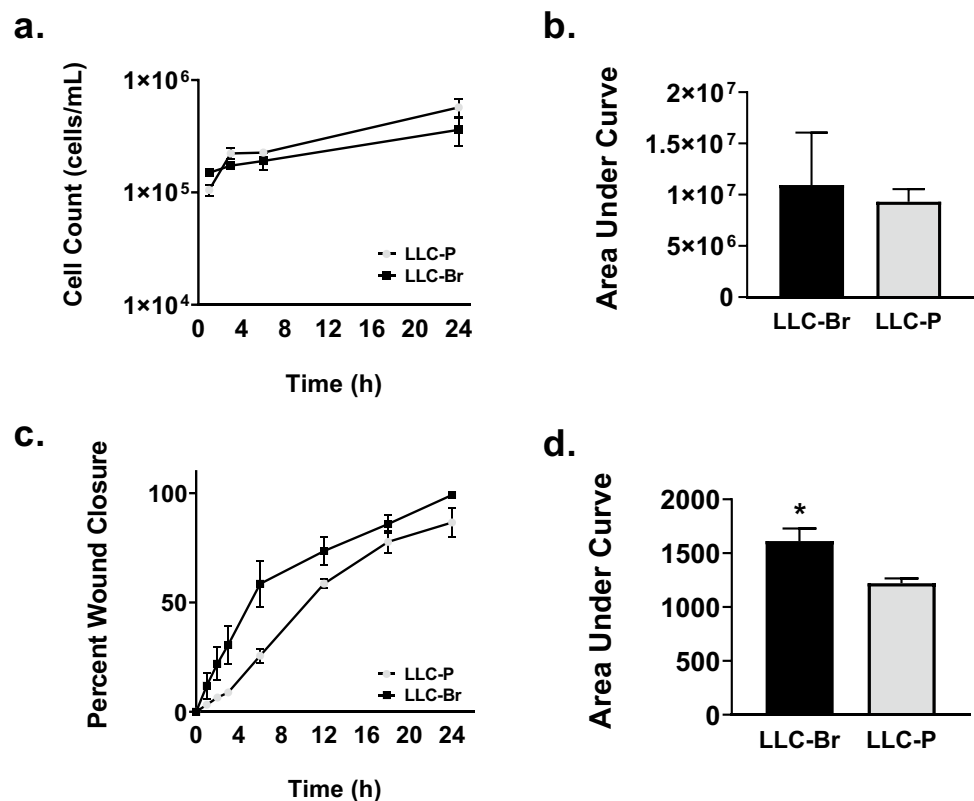 a.
Cell Count (cells/mL)
1×10⁶
1×10⁵
1×10⁴
0 4 8 12 16 20 24
Time (h)
LLC-P
LLC-Br
b.
Area Under Curve
2×10⁷
1.5×10⁷
1×10⁷
5×10⁶
0
LLC-Br LLC-P
c.
Percent Wound Closure
100
50
0
0 4 8 12 16 20 24
Time (h)
LLC-P
LLC-Br
d.
Area Under Curve
2000
1500
1000
500
0
*
LLC-Br LLC-P